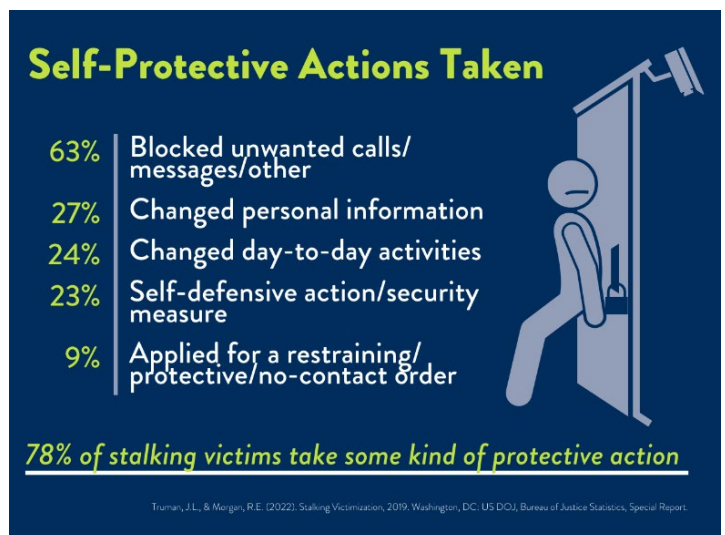 Self-Protective Actions Taken
63% Blocked unwanted calls/
messages/other
27% Changed personal information
24% Changed day-to-day activities
23% Self-defensive action/security
measure
9% Applied for a restraining/
protective/no-contact order
78% of stalking victims take some kind of protective action
Truman, J.L., & Morgan, R.E. (2022). Stalking Victimization, 2019. Washington, DC: US DOJ, Bureau of Justice Statistics, Special Report.